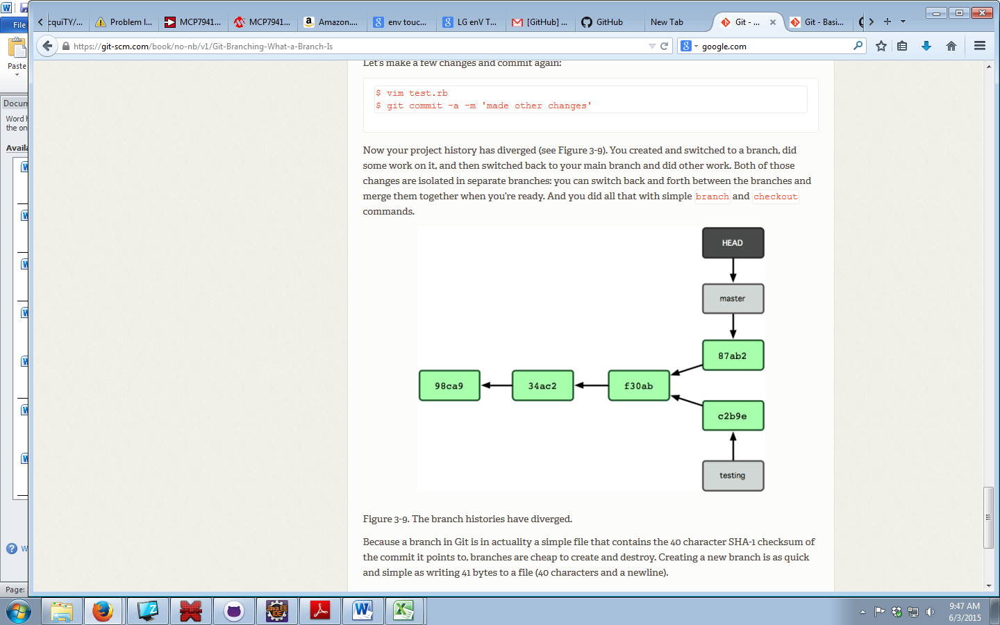 File
cquiTY/...
Problem l...
MCP7941...
MCP7941...
Amazon....
env touc...
LG enV T...
[GitHub] ...
GitHub
New Tab
Git - ...
Git - Basi...
https://git-scm.com/book/no-nb/v1/Git-Branching-What-a-Branch-Is
google.com
Paste
Docum
Word h
the on
Availa
Let's make a few changes and commit again:
$ vim test.rb
$ git commit -a -m 'made other changes'
Now your project history has diverged (see Figure 3-9). You created and switched to a branch, did
some work on it, and then switched back to your main branch and did other work. Both of those
changes are isolated in separate branches: you can switch back and forth between the branches and
merge them together when you're ready. And you did all that with simple branch and checkout
commands.
HEAD
master
87ab2
98ca9
34ac2
f30ab
c2b9e
testing
Figure 3-9. The branch histories have diverged.
Because a branch in Git is in actuality a simple file that contains the 40 character SHA-1 checksum of
the commit it points to, branches are cheap to create and destroy. Creating a new branch is as quick
and simple as writing 41 bytes to a file (40 characters and a newline).
W
Page:
Java EE
IDE
9:47 AM
6/3/2015